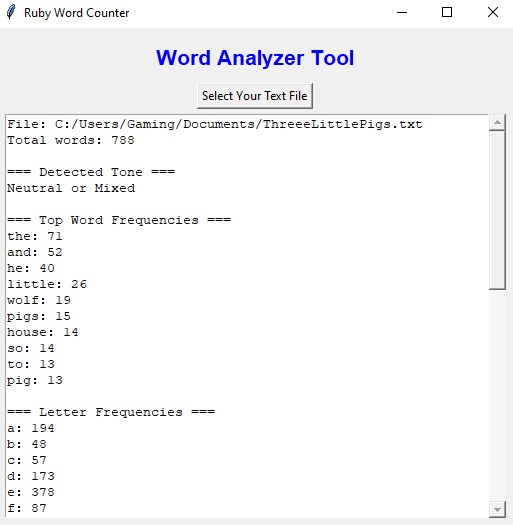 Ruby Word Counter
Word Analyzer Tool
Select Your Text File
File: C:/Users/Gaming/Documents/ThreeeLittlePigs.txt
Total words: 788
=== Detected Tone ===
Neutral or Mixed
=== Top Word Frequencies ===
the: 71
and: 52
he: 40
little: 26
wolf: 19
pigs: 15
house: 14
so: 14
to: 13
pig: 13
=== Letter Frequencies ===
a: 194
b: 48
c: 57
d: 173
e: 378
f: 87